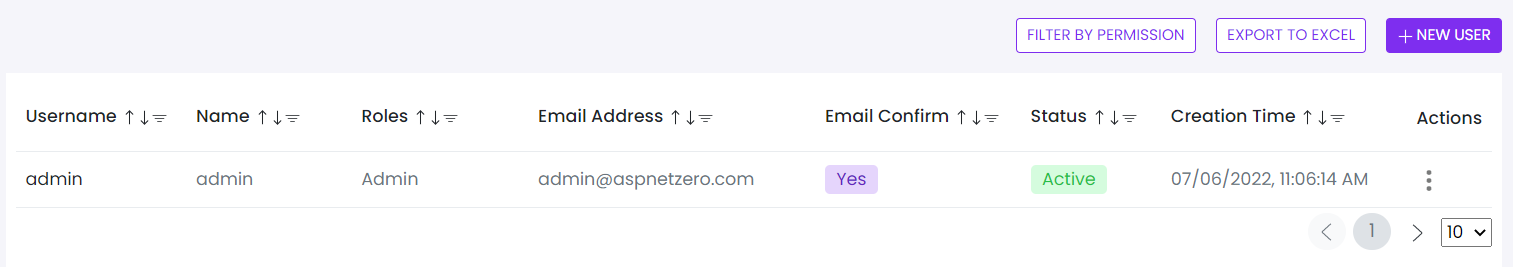 FILTER BY PERMISSION EXPORT TO EXCEL + NEW USER
Username Name Roles Email Address Email Confirm Status Creation Time Actions
admin admin Admin admin@aspnetzero.com Yes Active 07/06/2022, 11:06:14 AM
1 10